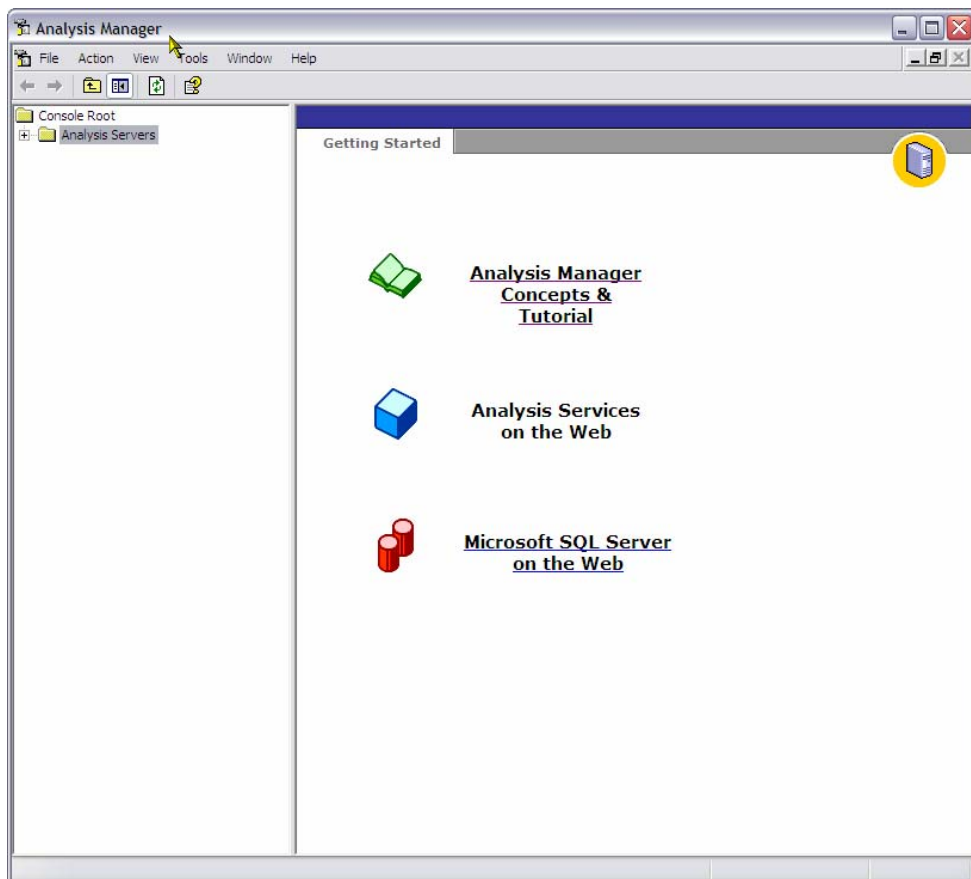 Analysis Manager
File Action View Tools Window Help
Console Root
Analysis Servers
Getting Started
Analysis Manager
Concepts &
Tutorial
Analysis Services
on the Web
Microsoft SQL Server
on the Web